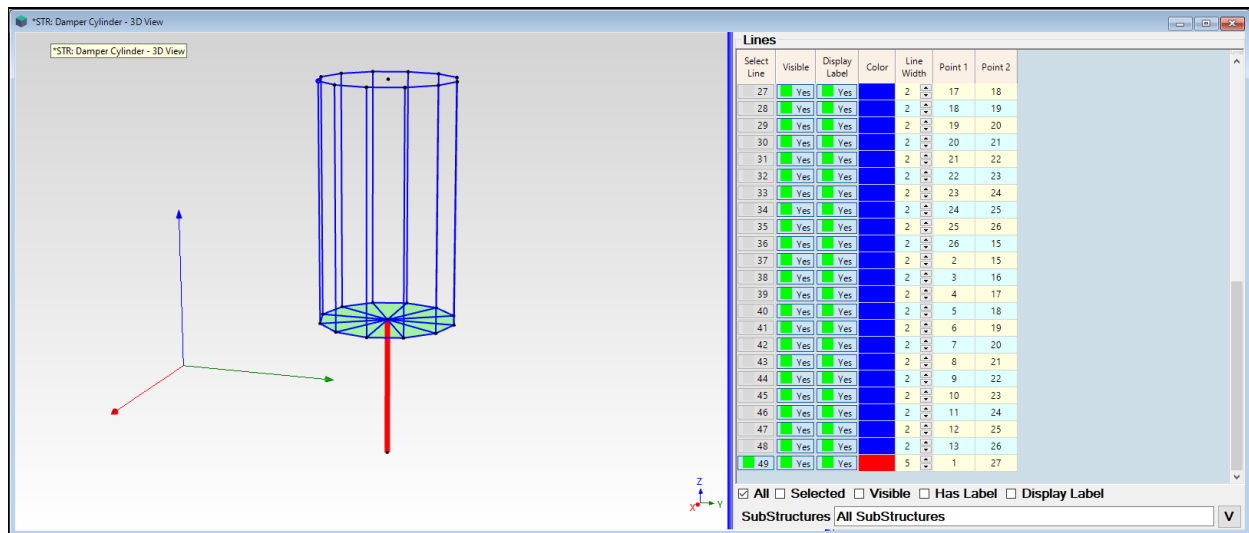 *STR: Damper Cylinder - 3D View
*STR: Damper Cylinder - 3D View
Z
X
Y
Lines
Select Line Visible Display Label Color Line Width Point 1 Point 2
27 Yes Yes 2 17 18
28 Yes Yes 2 18 19
29 Yes Yes 2 19 20
30 Yes Yes 2 20 21
31 Yes Yes 2 21 22
32 Yes Yes 2 22 23
33 Yes Yes 2 23 24
34 Yes Yes 2 24 25
35 Yes Yes 2 25 26
36 Yes Yes 2 26 15
37 Yes Yes 2 2 15
38 Yes Yes 2 3 16
39 Yes Yes 2 4 17
40 Yes Yes 2 5 18
41 Yes Yes 2 6 19
42 Yes Yes 2 7 20
43 Yes Yes 2 8 21
44 Yes Yes 2 9 22
45 Yes Yes 2 10 23
46 Yes Yes 2 11 24
47 Yes Yes 2 12 25
48 Yes Yes 2 13 26
49 Yes Yes 5 1 27
All Selected Visible Has Label Display Label
SubStructures All SubStructures V